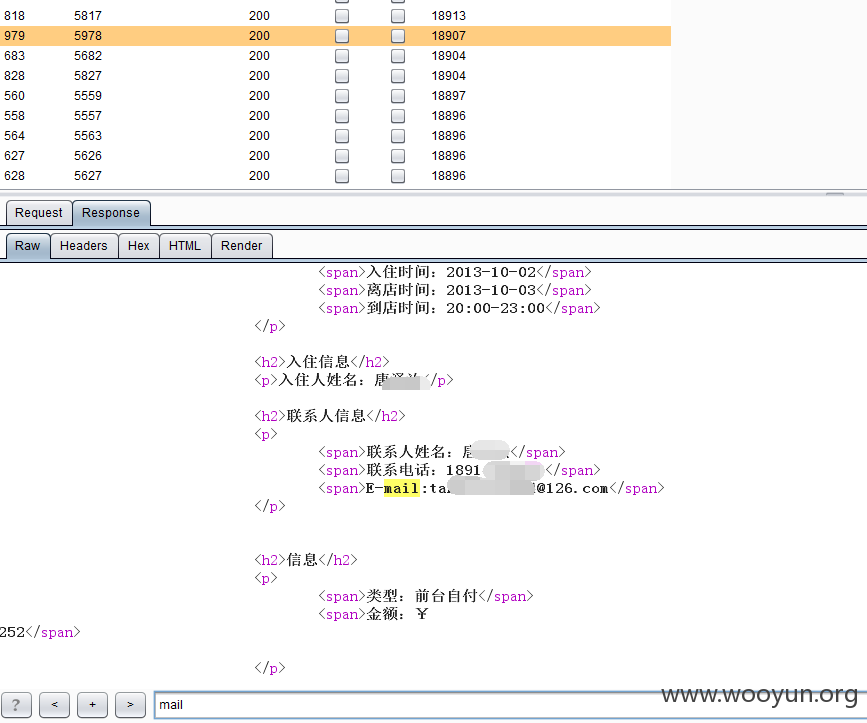 818 5817 200 18913
979 5978 200 18907
683 5682 200 18904
828 5827 200 18904
560 5559 200 18897
558 5557 200 18896
564 5563 200 18896
627 5626 200 18896
628 5627 200 18896
Request Response
Raw Headers Hex HTML Render
<span>入住时间：2013-10-02</span>
<span>离店时间：2013-10-03</span>
<span>到店时间：20:00-23:00</span>
</p>
<h2>入住信息</h2>
<p>入住人姓名：唐</p>
<h2>联系人信息</h2>
<p>
<span>联系人姓名：唐</span>
<span>联系电话：1891</span>
<span>E-mail:ta@126.com</span>
</p>
<h2>信息</h2>
<p>
<span>类型：前台自付</span>
<span>金额：￥
252</span>
</p>
? < + > mail
www.wooyun.org